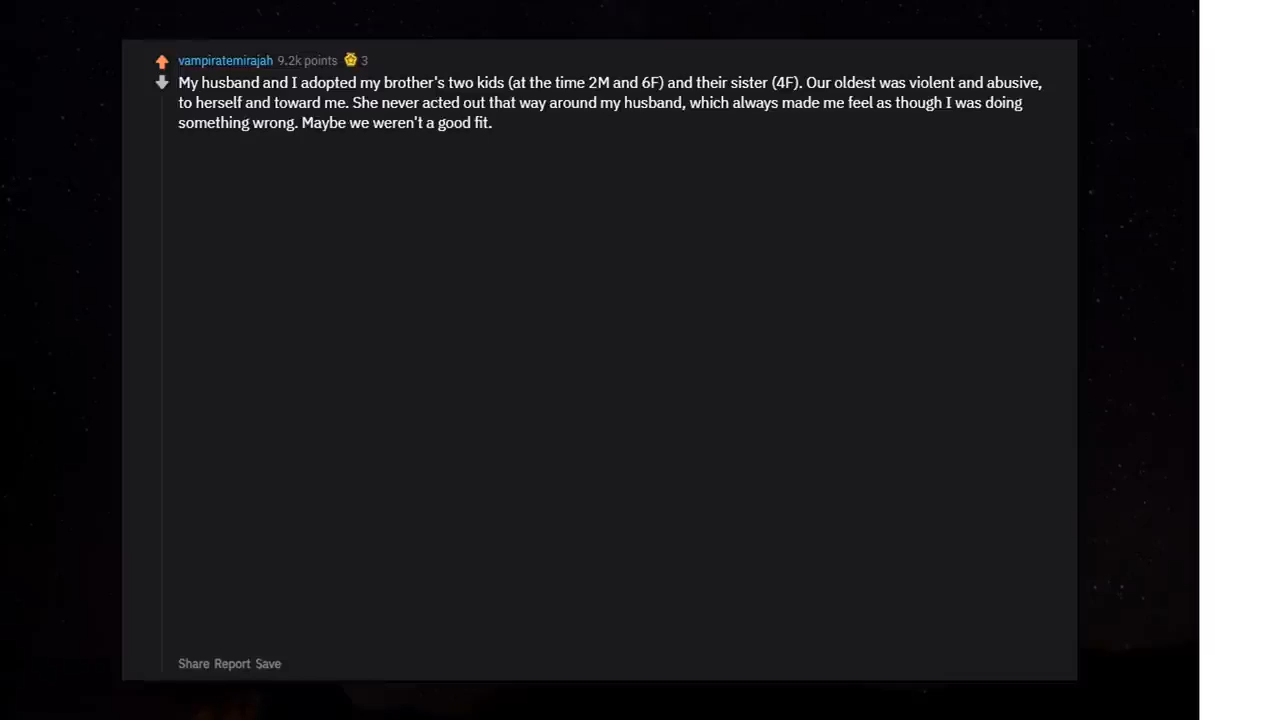 vampiratemirajah 9.2k points 3
My husband and I adopted my brother's two kids (at the time 2M and 6F) and their sister (4F). Our oldest was violent and abusive,
to herself and toward me. She never acted out that way around my husband, which always made me feel as though I was doing
something wrong. Maybe we weren't a good fit.
Share Report Save